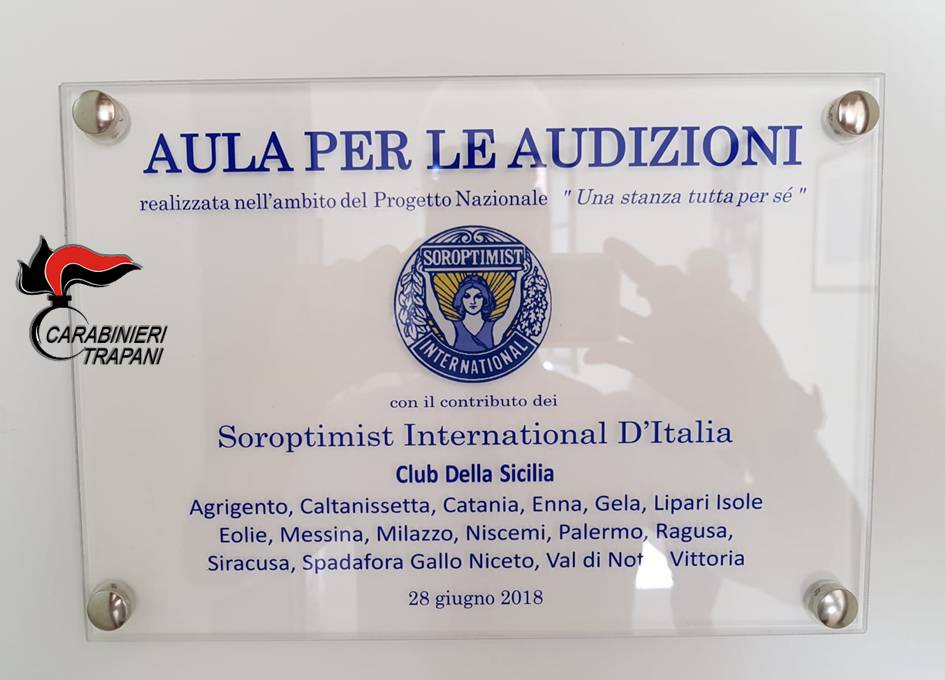 AULA PER LE AUDIZIONI
realizzata nell'ambito del Progetto Nazionale " Una stanza tutta per sé "
SOROPTIMIST
INTERNATIONAL
CARABINIERI
TRAPANI
con il contributo dei
Soroptimist International D'Italia
Club Della Sicilia
Agrigento, Caltanissetta, Catania, Enna, Gela, Lipari Isole
Eolie, Messina, Milazzo, Niscemi, Palermo, Ragusa,
Siracusa, Spadafora Gallo Niceto, Val di Not Vittoria
28 giugno 2018